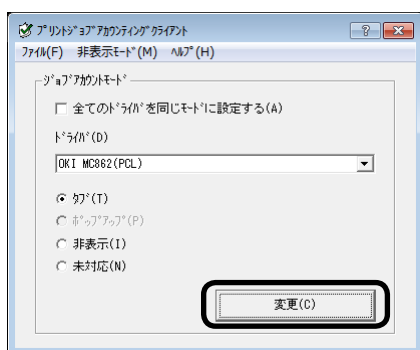 ﾌﾟﾘﾝﾄｼﾞｮﾌﾞｱｶｳﾝﾃｨﾝｸﾞｸﾗｲｱﾝﾄ
ﾌｧｲﾙ(F) 非表示ﾓｰﾄﾞ(M) ﾍﾙﾌﾟ(H)
ｼﾞｮﾌﾞｱｶｳﾝﾄﾓｰﾄﾞ
全てのﾄﾞﾗｲﾊﾞを同じﾓｰﾄﾞに設定する(A)
ﾄﾞﾗｲﾊﾞ(D)
OKI MC862(PCL)
ﾀﾌﾞ(T)
ﾎﾟｯﾌﾟｱｯﾌﾟ(P)
非表示(I)
未対応(N)
変更(C)